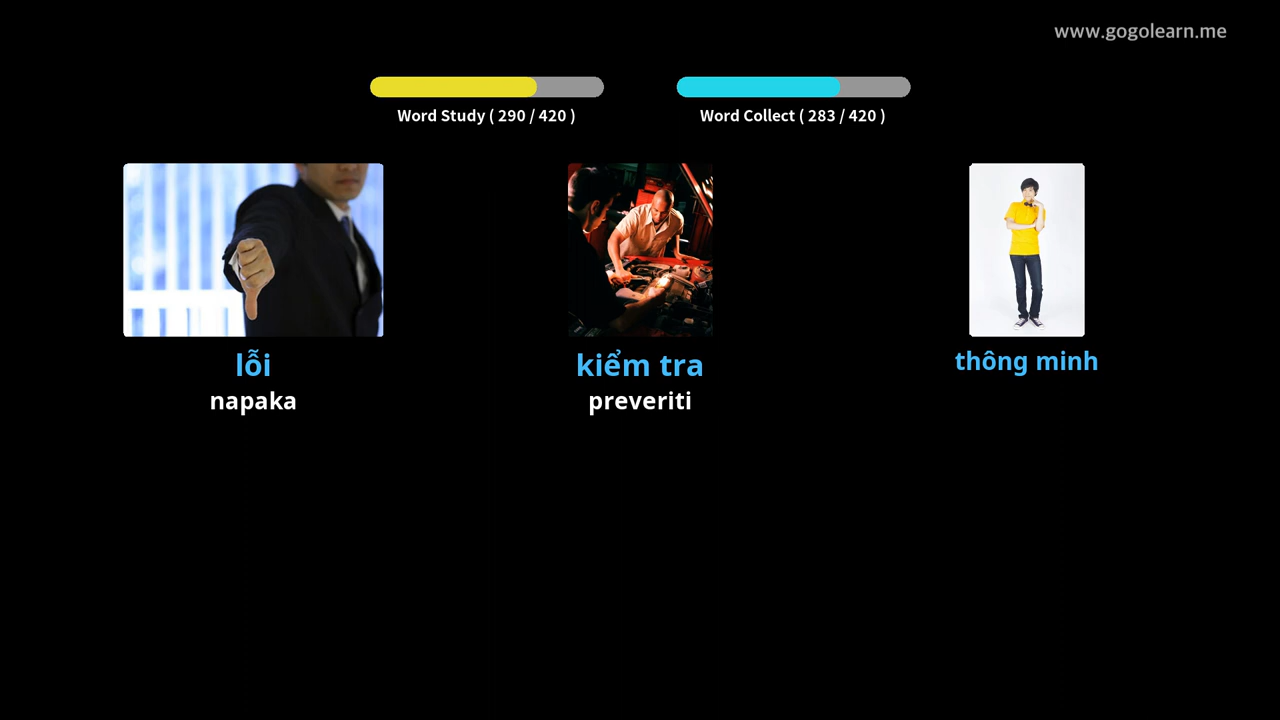 www.gogolearn.me
Word Study ( 290 / 420 )
Word Collect ( 283 / 420 )
lỗi
napaka
kiểm tra
preveriti
thông minh